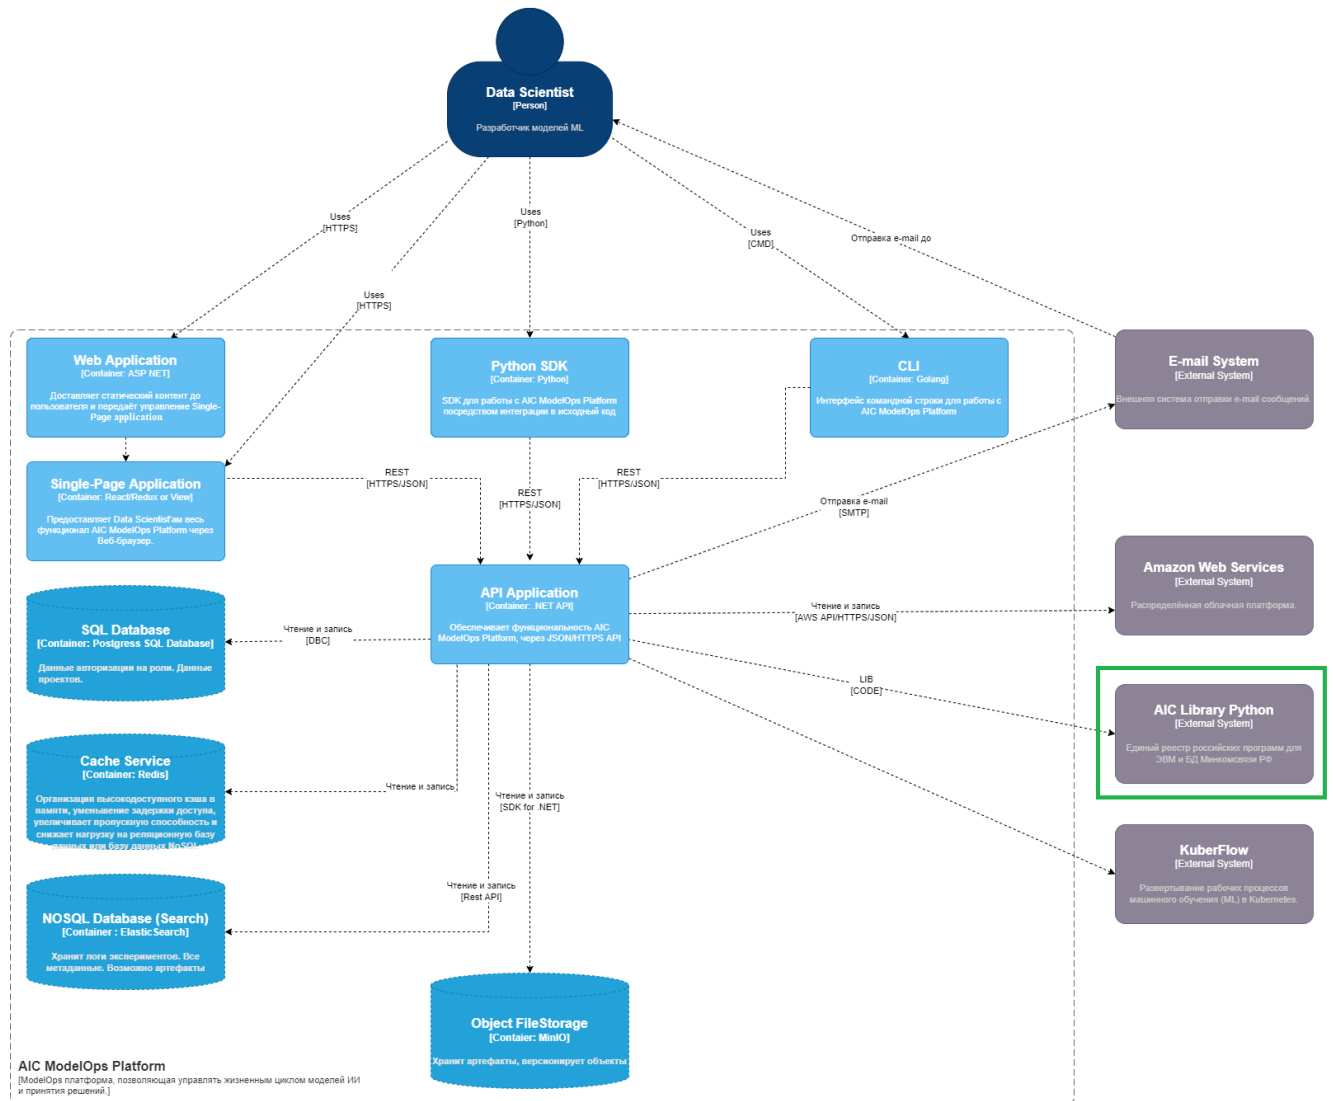 Data Scientist
[Person]
Разработчик моделей ML
Uses
[HTTPS]
Uses
[Python]
Uses
[CMD]
Отправка e-mail до
Uses
[HTTPS]
Web Application
[Container: ASP NET]
Доставляет статический контент до
пользователя и передаёт управление Single-
Page application
Python SDK
[Container: Python]
SDK для работы с AIC ModelOps Platform
посредством интеграции в исходный код
CLI
[Container: Golang]
Интерфейс командной строки для работы с
AIC ModelOps Platform
E-mail System
[External System]
Внешняя система отправки e-mail сообщений.
Single-Page Application
[Container: React/Redux or View]
Предоставляет Data Scientist'ам весь
функционал AIC ModelOps Platform через
Веб-браузер.
REST
[HTTPS/JSON]
REST
[HTTPS/JSON]
REST
[HTTPS/JSON]
Отправка e-mail
[SMTP]
API Application
[Container: .NET API]
Обеспечивает функциональность AIC
ModelOps Platform, через JSON/HTTPS API
Amazon Web Services
[External System]
Распределённая облачная платформа.
Чтение и запись
[AWS API/HTTPS/JSON]
SQL Database
[Container: Postgress SQL Database]
Данные авторизации на роли. Данные
проектов.
Чтение и запись
[DBC]
LIB
[CODE]
AIC Library Python
[External System]
Единый реестр российских программ для
ЭВМ и БД Минкомсвязи РФ
Cache Service
[Container: Redis]
Организация высокодоступного кэша в
памяти, уменьшение задержки доступа,
увеличивает пропускную способность и
снижает нагрузку на реляционную базу
данных или базу данных NoSQL
Чтение и запись
Чтение и запись
[SDK for .NET]
KuberFlow
[External System]
Развертывание рабочих процессов
машинного обучения (ML) в Kubernetes.
Чтение и запись
[Rest API]
NOSQL Database (Search)
[Container : ElasticSearch]
Хранит логи экспериментов. Все
метаданные. Возможно артефакты
Object FileStorage
[Contaier: MinIO]
Хранит артефакты, версионирует объекты
AIC ModelOps Platform
[ModelOps платформа, позволяющая управлять жизненным циклом моделей ИИ
и принятия решений.]